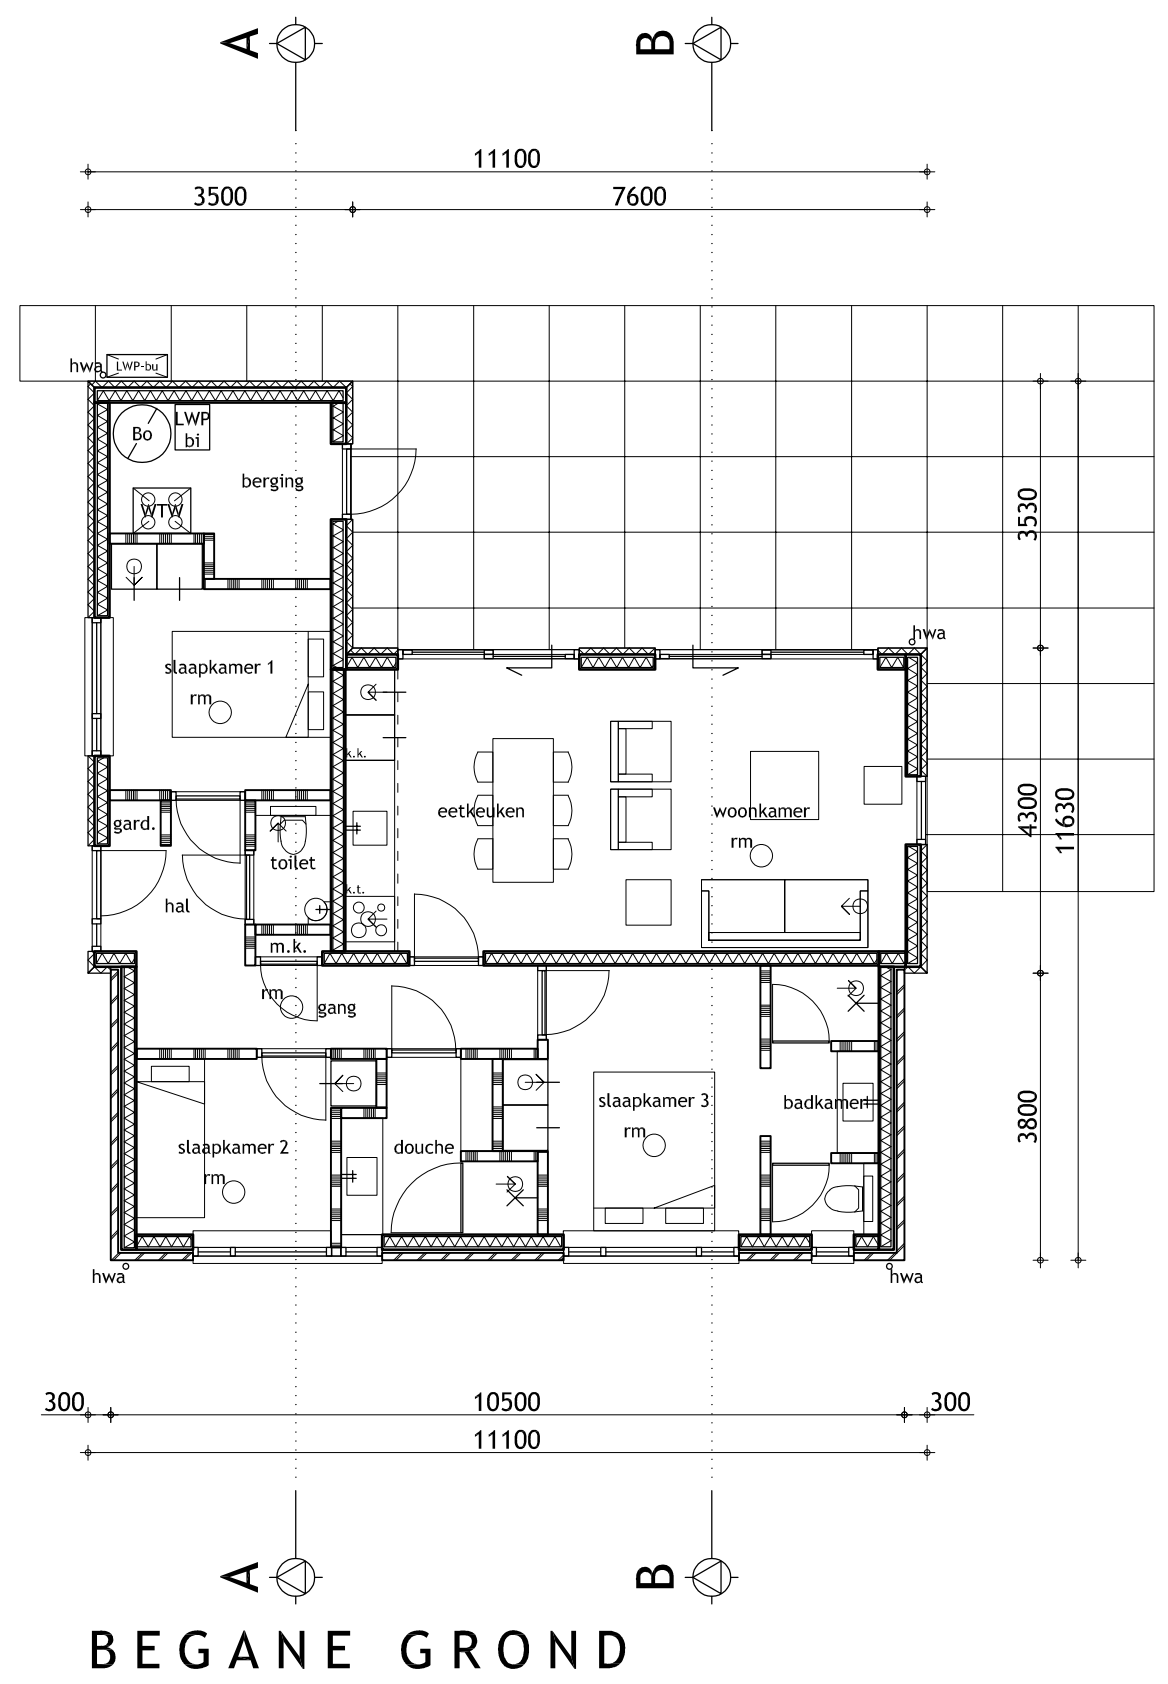 A
B
11100
3500
7600
hwa
LWP-bu
Bo
LWP
bi
berging
WTW
3530
hwa
slaapkamer 1
rm
k.k.
gard.
eetkeuken
woonkamer
4300
11630
rm
toilet
k.t.
hal
m.k.
rm
gang
slaapkamer 3
badkamer
3800
rm
slaapkamer 2
douche
rm
hwa
hwa
300
10500
300
11100
A
B
BEGANE GROND